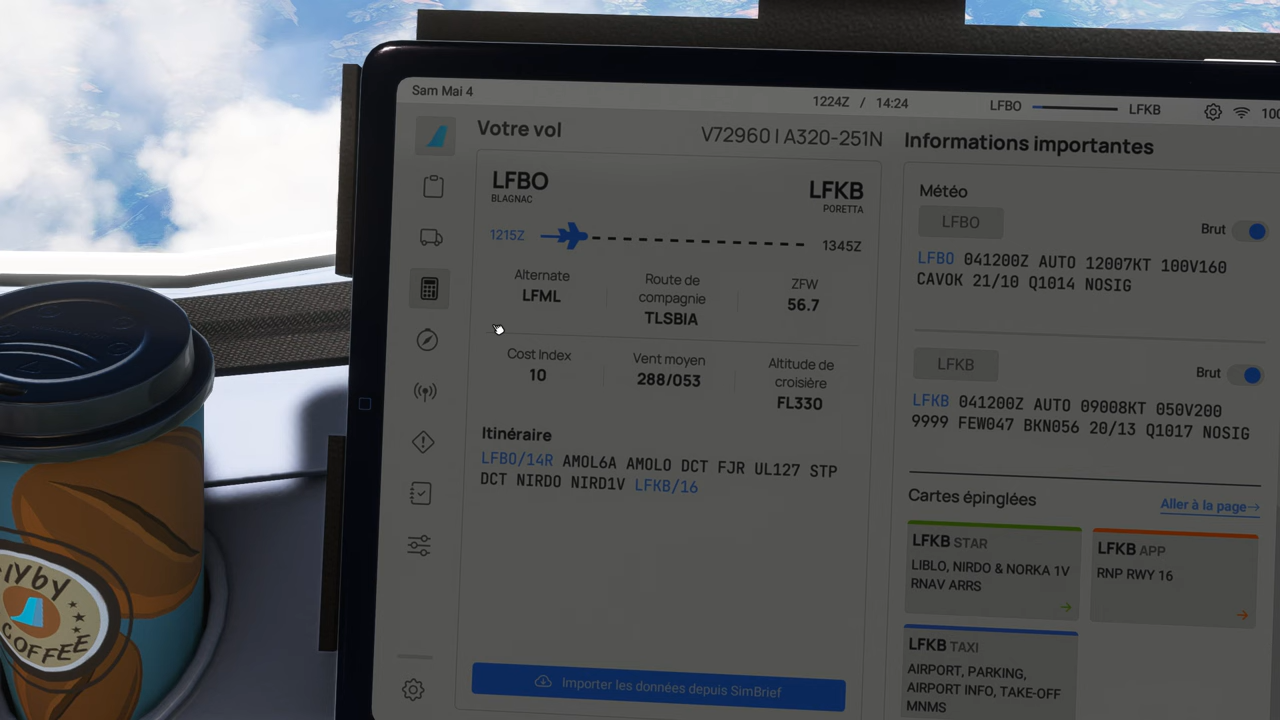 Sam Mai 4
1224Z / 14:24
LFBO LFKB
100
Votre vol
V72960 | A320-251N
LFBO
BLAGNAC
LFKB
PORETTA
1215Z
1345Z
Alternate
LFML
Route de
compagnie
TLSBIA
ZFW
56.7
Cost Index
10
Vent moyen
288/053
Altitude de
croisière
FL330
Itinéraire
LFBO/14R AMOL6A AMOLO DCT FJR UL127 STP
DCT NIRDO NIRD1V LFKB/16
Importer les données depuis SimBrief
Informations importantes
Météo
LFBO
Brut
LFBO 041200Z AUTO 12007KT 100V160
CAVOK 21/10 Q1014 NOSIG
LFKB
Brut
LFKB 041200Z AUTO 09008KT 050V200
9999 FEW047 BKN056 20/13 Q1017 NOSIG
Cartes épinglées
Aller à la page→
LFKB STAR
LIBLO, NIRDO & NORKA 1V
RNAV ARRS
LFKB APP
RNP RWY 16
LFKB TAXI
AIRPORT, PARKING,
AIRPORT INFO, TAKE-OFF
MNMS
COFFEE